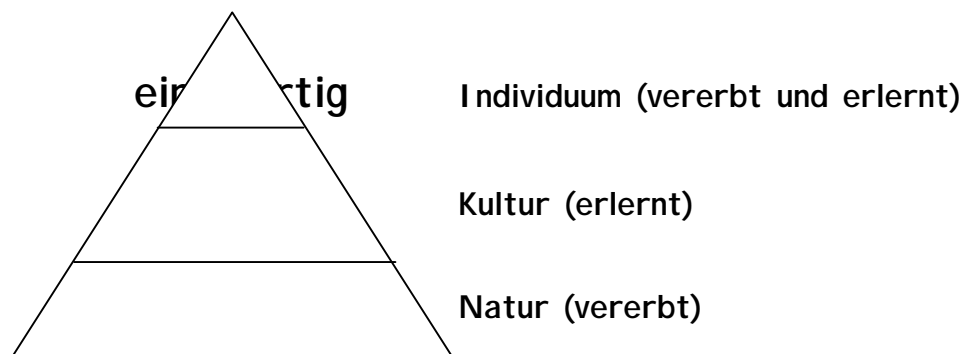 Individuum (vererbt und erlernt)
Kultur (erlernt)
Natur (vererbt)